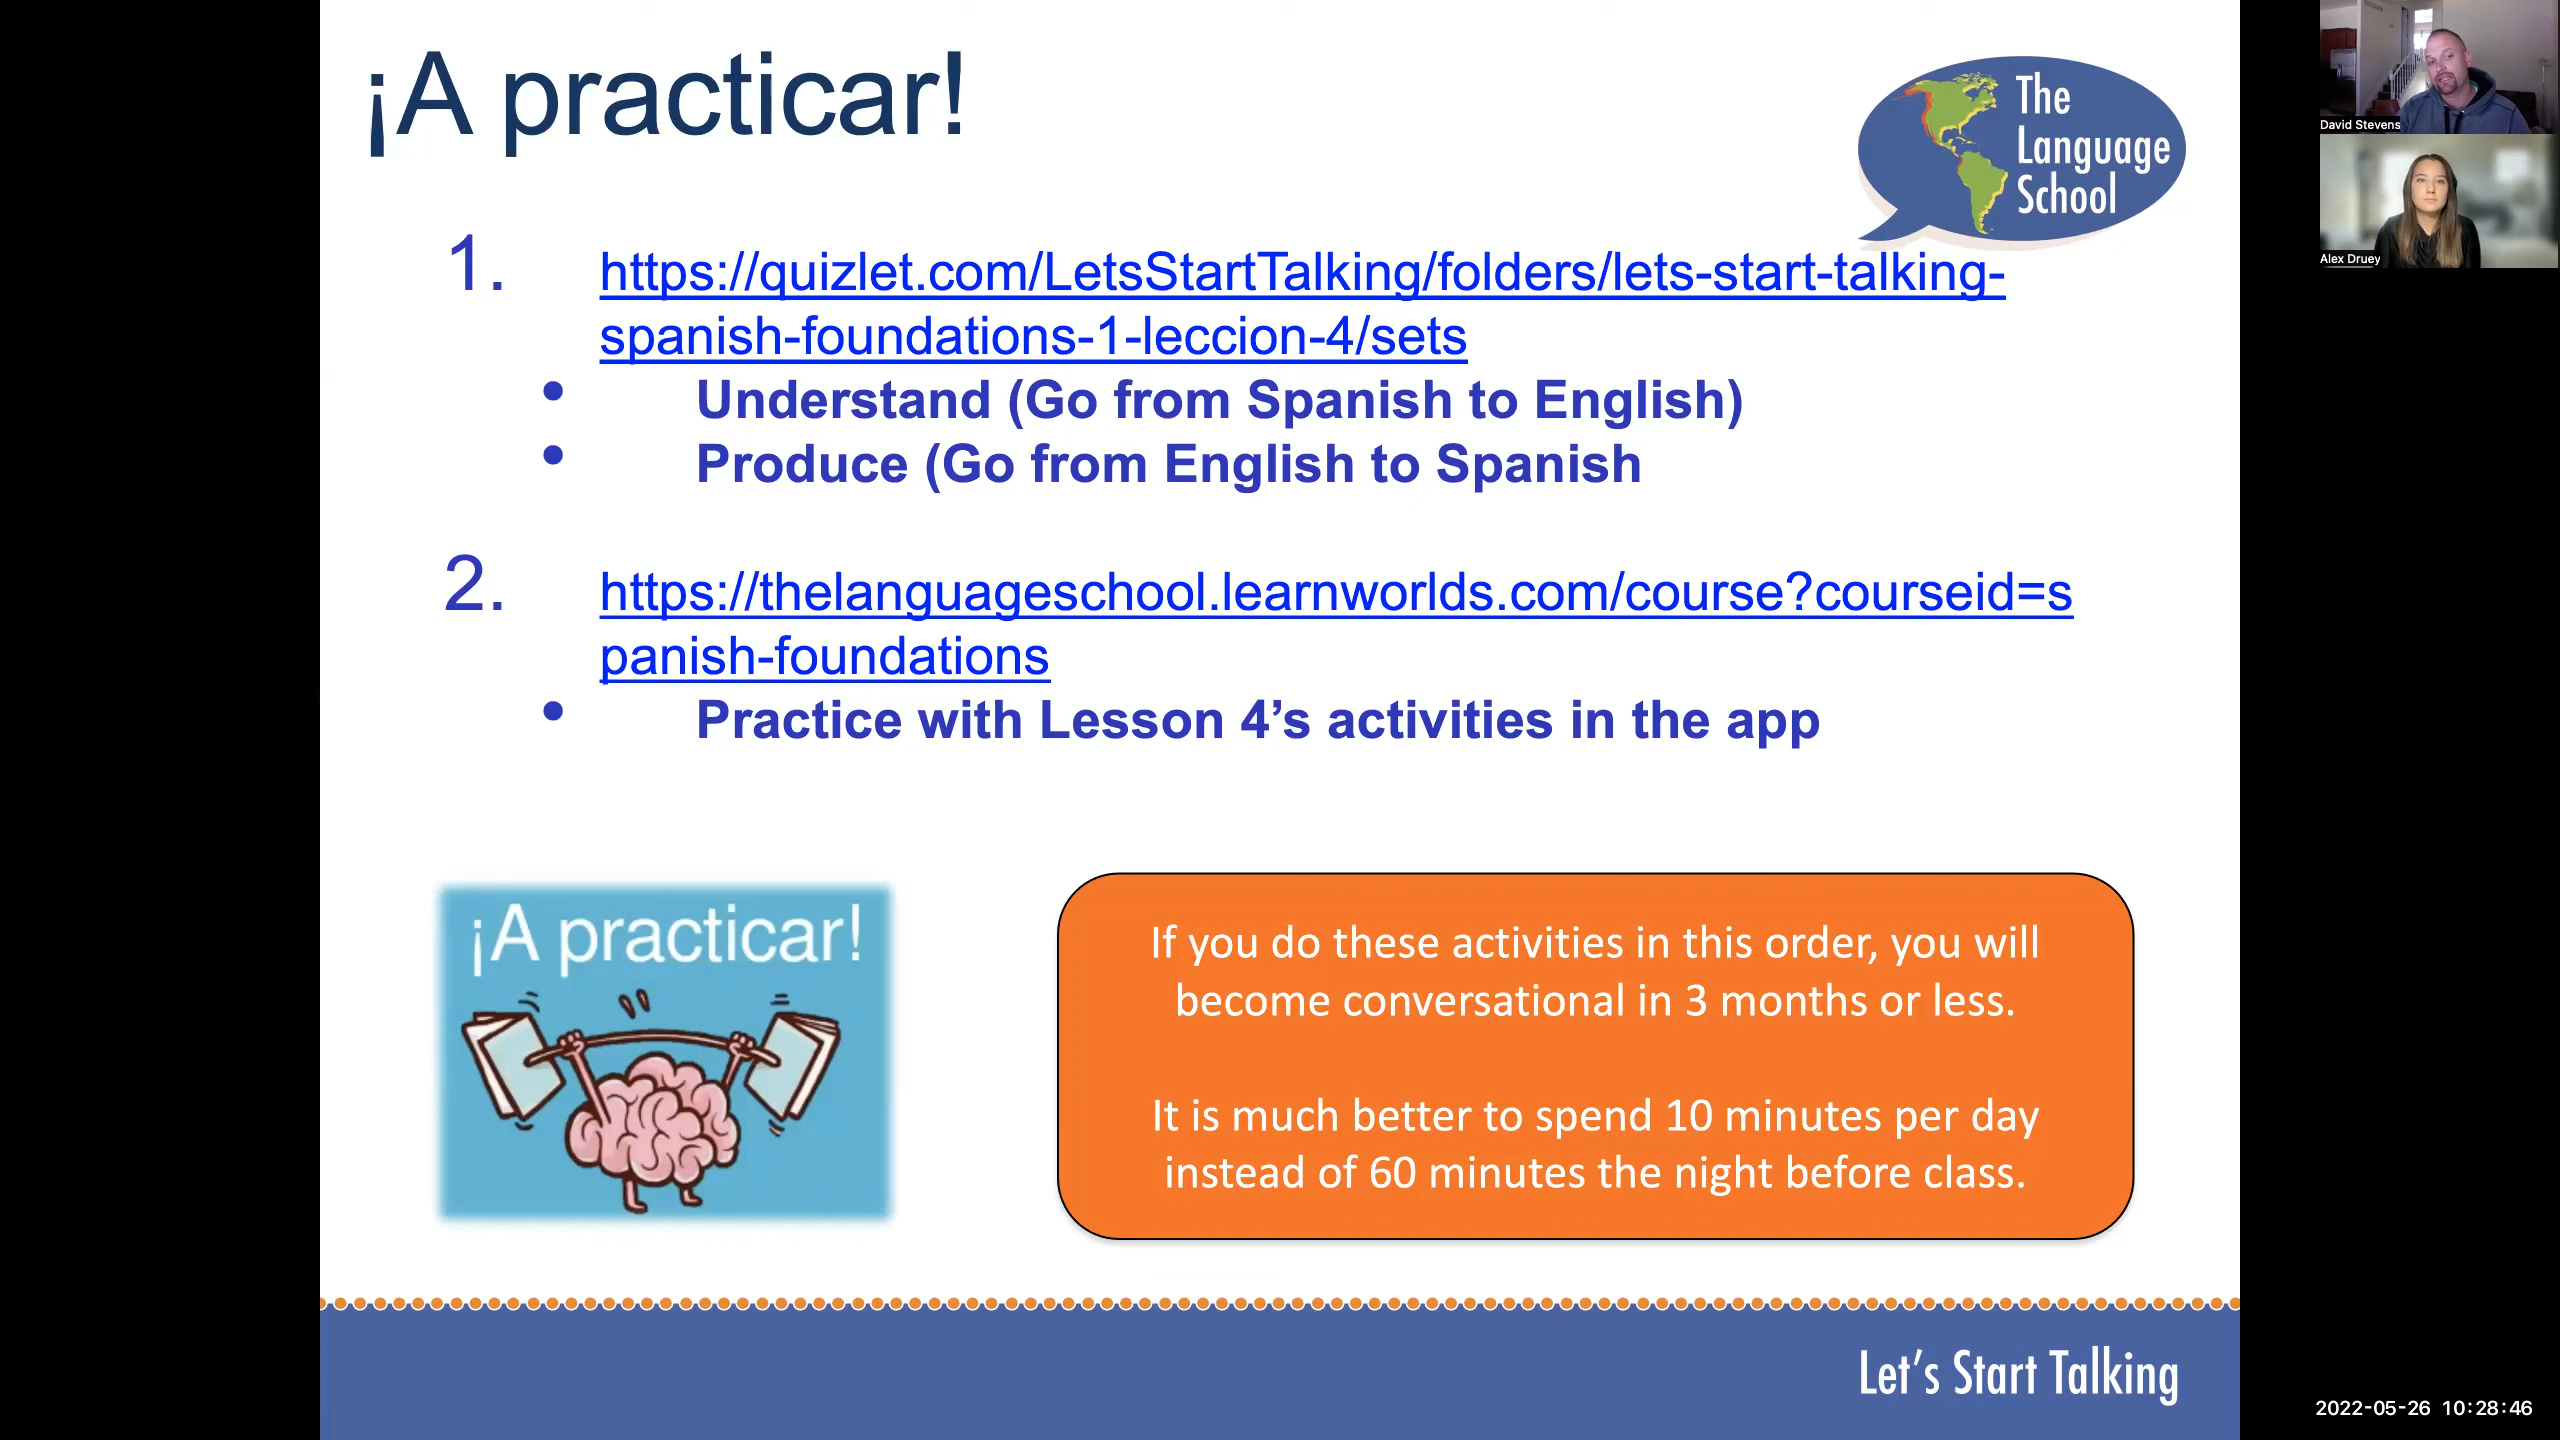 ¡A practicar!
The
Language
School
1. https://quizlet.com/LetsStartTalking/folders/lets-start-talking-
spanish-foundations-1-leccion-4/sets
• Understand (Go from Spanish to English)
• Produce (Go from English to Spanish
2. https://thelanguageschool.learnworlds.com/course?courseid=s
panish-foundations
• Practice with Lesson 4’s activities in the app
¡A practicar!
If you do these activities in this order, you will
become conversational in 3 months or less.
It is much better to spend 10 minutes per day
instead of 60 minutes the night before class.
Let’s Start Talking
David Stevens
Alex Druey
2022-05-26 10:28:46